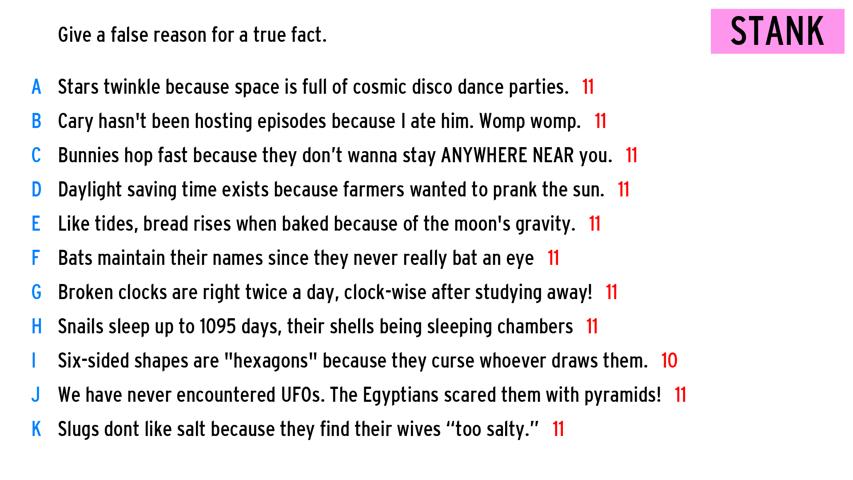 Give a false reason for a true fact.
STANK
A Stars twinkle because space is full of cosmic disco dance parties. 11
B Cary hasn't been hosting episodes because I ate him. Womp womp. 11
C Bunnies hop fast because they don’t wanna stay ANYWHERE NEAR you. 11
D Daylight saving time exists because farmers wanted to prank the sun. 11
E Like tides, bread rises when baked because of the moon's gravity. 11
F Bats maintain their names since they never really bat an eye 11
G Broken clocks are right twice a day, clock-wise after studying away! 11
H Snails sleep up to 1095 days, their shells being sleeping chambers 11
I Six-sided shapes are "hexagons" because they curse whoever draws them. 10
J We have never encountered UFOs. The Egyptians scared them with pyramids! 11
K Slugs dont like salt because they find their wives “too salty.” 11